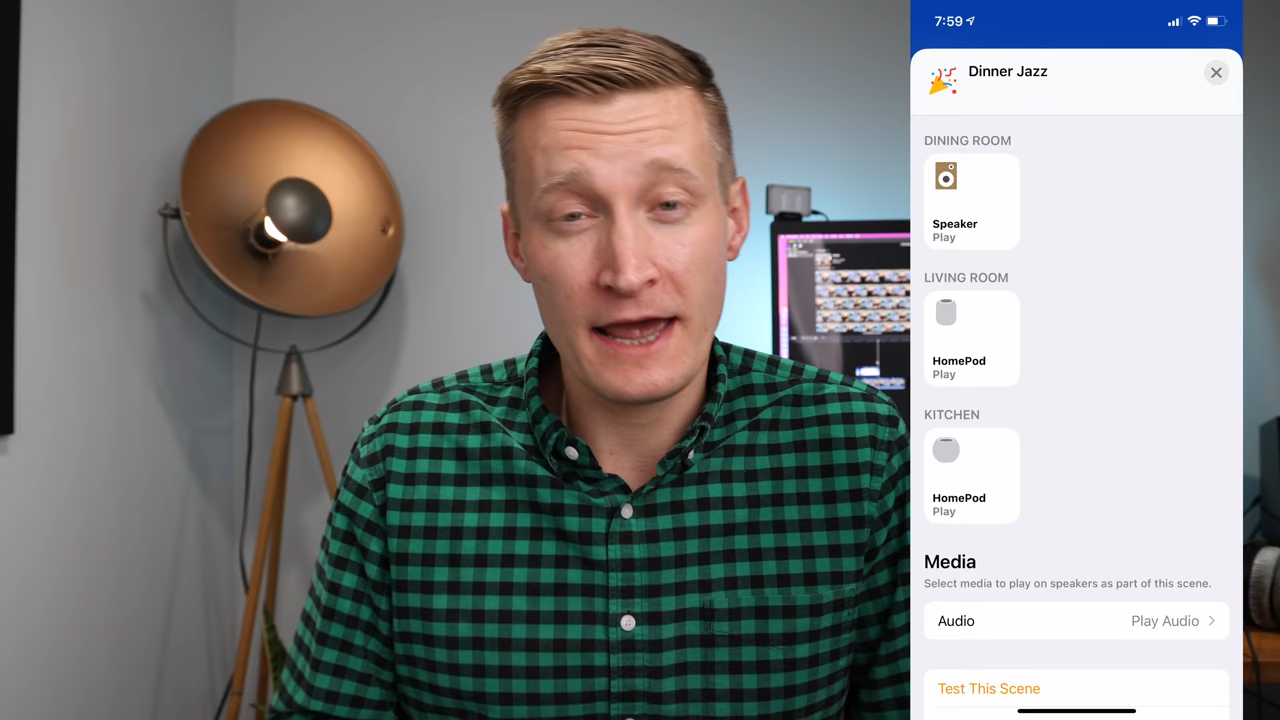 7:59
Dinner Jazz
DINING ROOM
Speaker
Play
LIVING ROOM
HomePod
Play
KITCHEN
HomePod
Play
Media
Select media to play on speakers as part of this scene.
Audio
Play Audio
Test This Scene